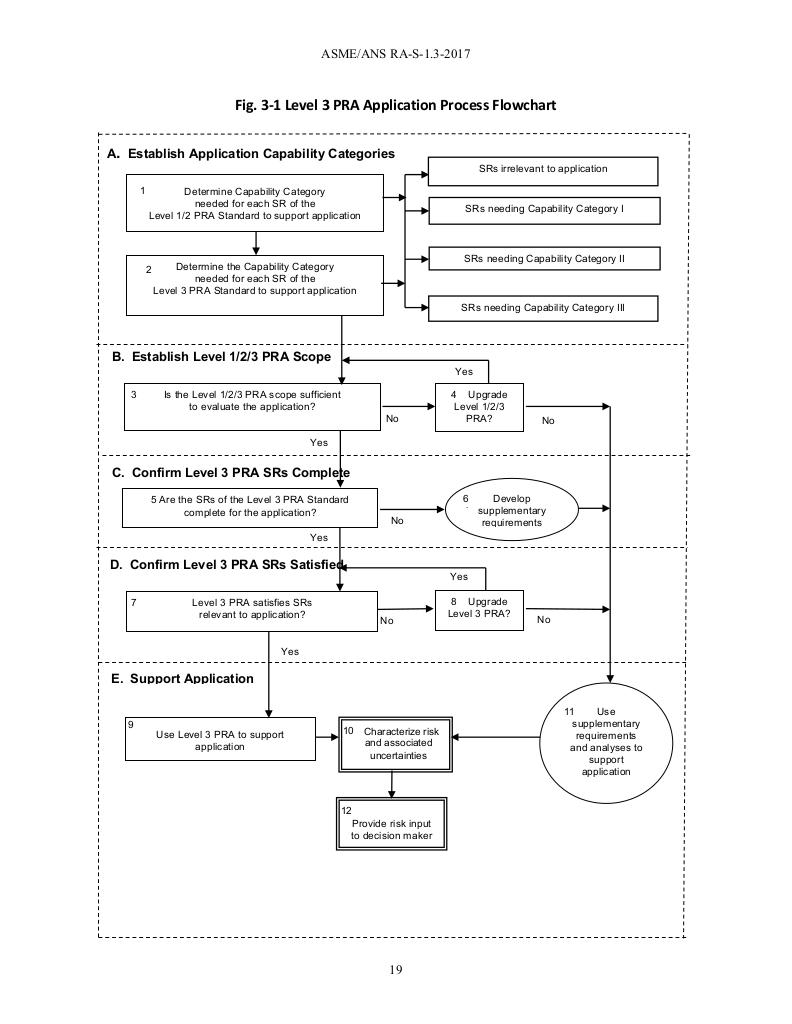 ASME/ANS RA-S-1.3-2017
Fig. 3-1 Level 3 PRA Application Process Flowchart
A. Establish Application Capability Categories
1 Determine Capability Category
needed for each SR of the
Level 1/2 PRA Standard to support application
SRs irrelevant to application
SRs needing Capability Category I
2 Determine the Capability Category
needed for each SR of the
Level 3 PRA Standard to support application
SRs needing Capability Category II
SRs needing Capability Category III
B. Establish Level 1/2/3 PRA Scope
Yes
3 Is the Level 1/2/3 PRA scope sufficient
to evaluate the application?
No
4 Upgrade
Level 1/2/3
PRA?
No
Yes
C. Confirm Level 3 PRA SRs Complete
5 Are the SRs of the Level 3 PRA Standard
complete for the application?
No
6 Develop
supplementary
requirements
Yes
D. Confirm Level 3 PRA SRs Satisfied
Yes
7 Level 3 PRA satisfies SRs
relevant to application?
No
8 Upgrade
Level 3 PRA?
No
Yes
E. Support Application
9
Use Level 3 PRA to support
application
10 Characterize risk
and associated
uncertainties
11 Use
supplementary
requirements
and analyses to
support
application
12
Provide risk input
to decision maker
19